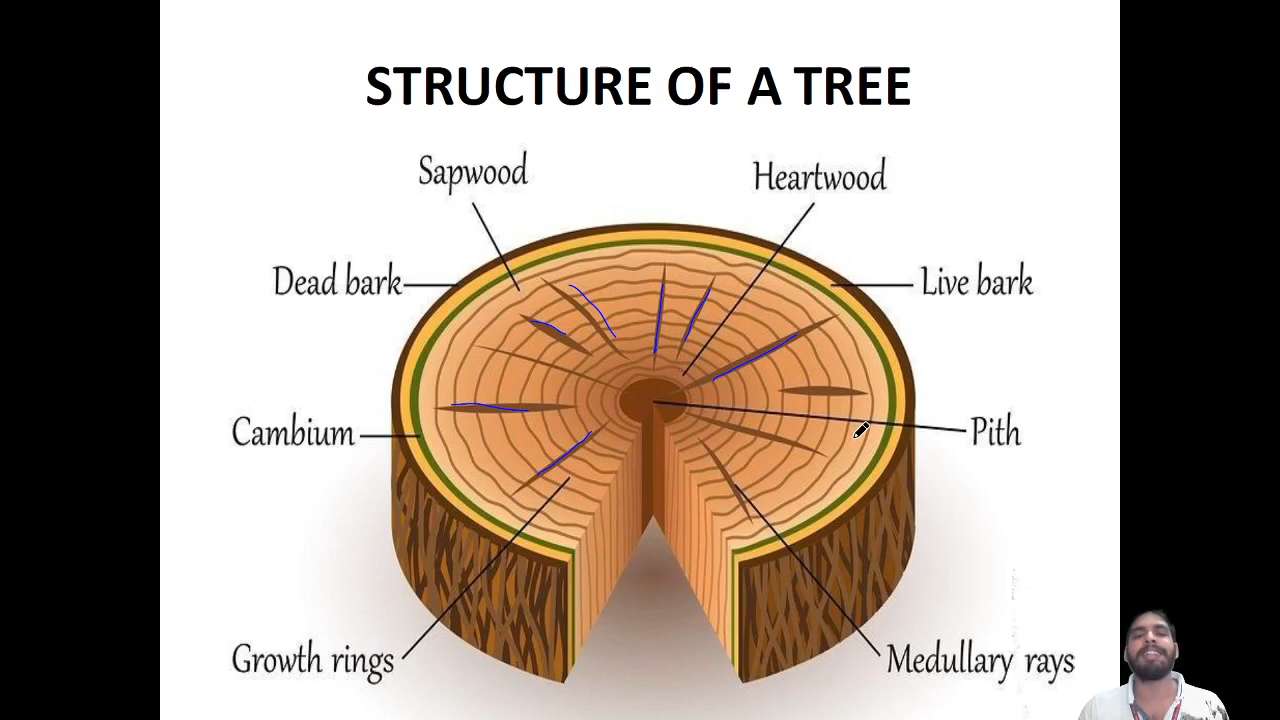 STRUCTURE OF A TREE
Sapwood
Heartwood
Dead bark
Live bark
Cambium
Pith
Growth rings
Medullary rays